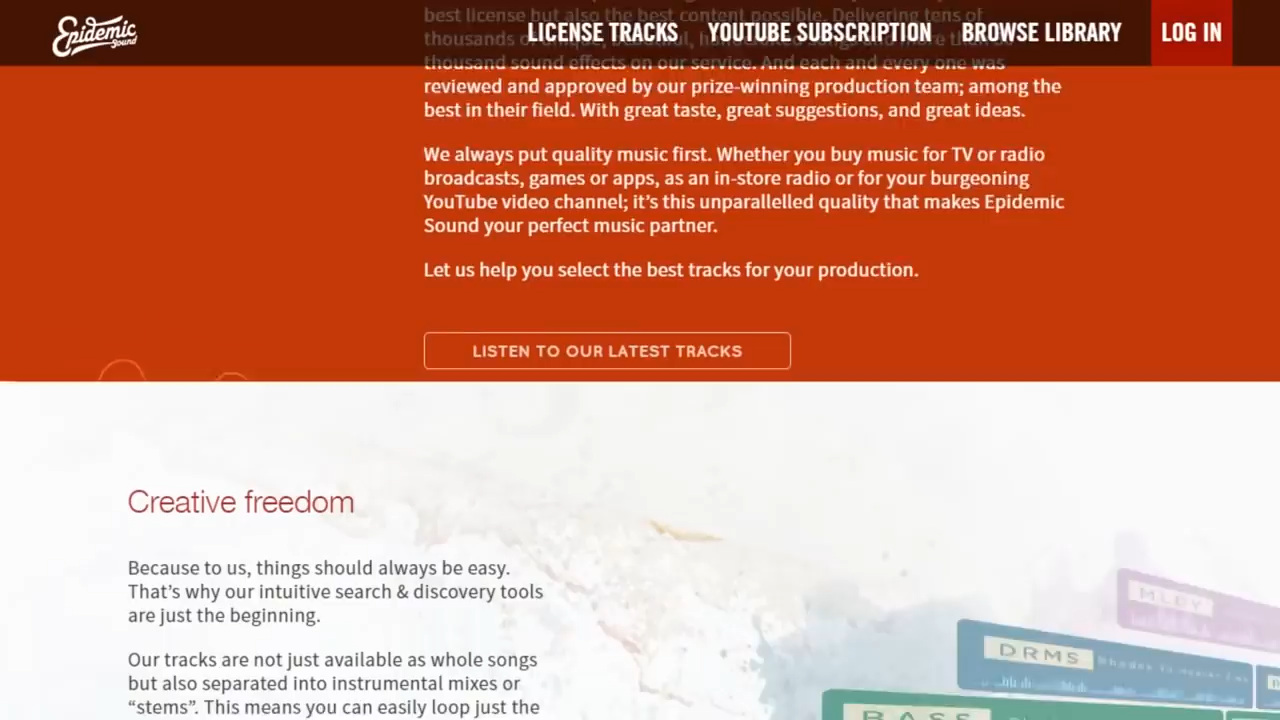 Epidemic Sound
LICENSE TRACKS YOUTUBE SUBSCRIPTION BROWSE LIBRARY LOG IN
best license but also the best content possible. Delivering tens of
thousands of unique, beautiful, handcrafted songs and more than
thousand sound effects on our service. And each and every one was
reviewed and approved by our prize-winning production team; among the
best in their field. With great taste, great suggestions, and great ideas.
We always put quality music first. Whether you buy music for TV or radio
broadcasts, games or apps, as an in-store radio or for your burgeoning
YouTube video channel; it’s this unparallelled quality that makes Epidemic
Sound your perfect music partner.
Let us help you select the best tracks for your production.
LISTEN TO OUR LATEST TRACKS
Creative freedom
Because to us, things should always be easy.
That’s why our intuitive search & discovery tools
are just the beginning.
Our tracks are not just available as whole songs
but also separated into instrumental mixes or
“stems”. This means you can easily loop just the
MLDY
DRMS
BASS